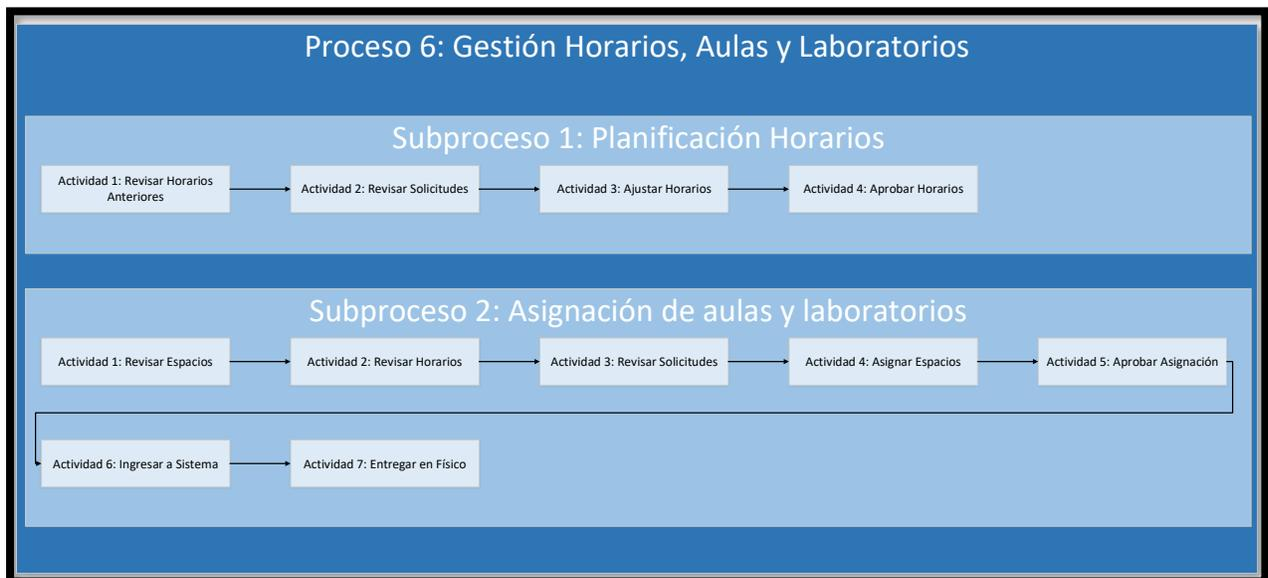 Proceso 6: Gestión Horarios, Aulas y Laboratorios
Subproceso 1: Planificación Horarios
Actividad 1: Revisar Horarios
Anteriores
Actividad 2: Revisar Solicitudes
Actividad 3: Ajustar Horarios
Actividad 4: Aprobar Horarios
Subproceso 2: Asignación de aulas y laboratorios
Actividad 1: Revisar Espacios
Actividad 2: Revisar Horarios
Actividad 3: Revisar Solicitudes
Actividad 4: Asignar Espacios
Actividad 5: Aprobar Asignación
Actividad 6: Ingresar a Sistema
Actividad 7: Entregar en Físico